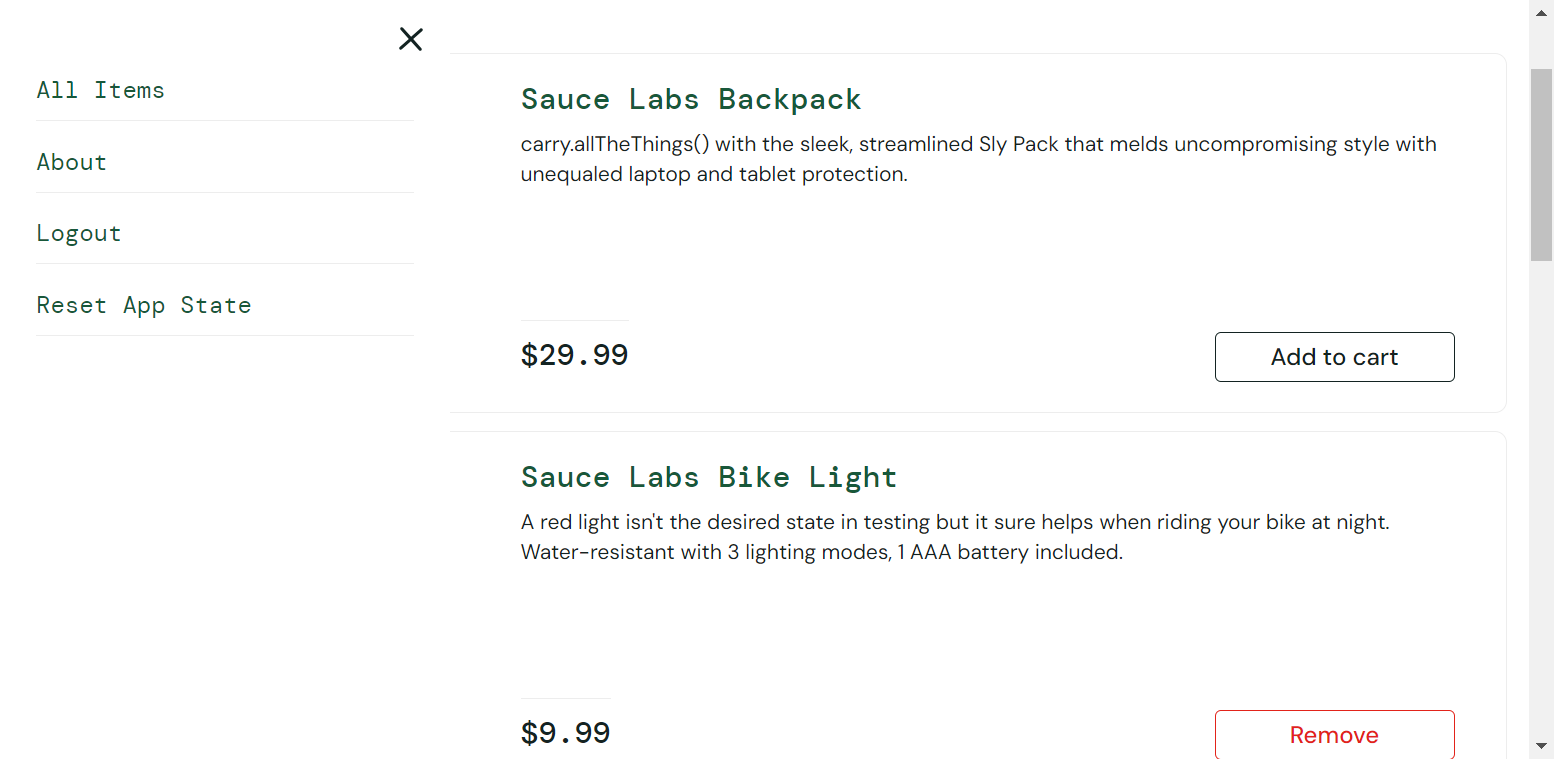 All Items
About
Logout
Reset App State
Sauce Labs Backpack
carry.allTheThings() with the sleek, streamlined Sly Pack that melds uncompromising style with
unequaled laptop and tablet protection.
$29.99
Add to cart
Sauce Labs Bike Light
A red light isn't the desired state in testing but it sure helps when riding your bike at night.
Water-resistant with 3 lighting modes, 1 AAA battery included.
$9.99
Remove